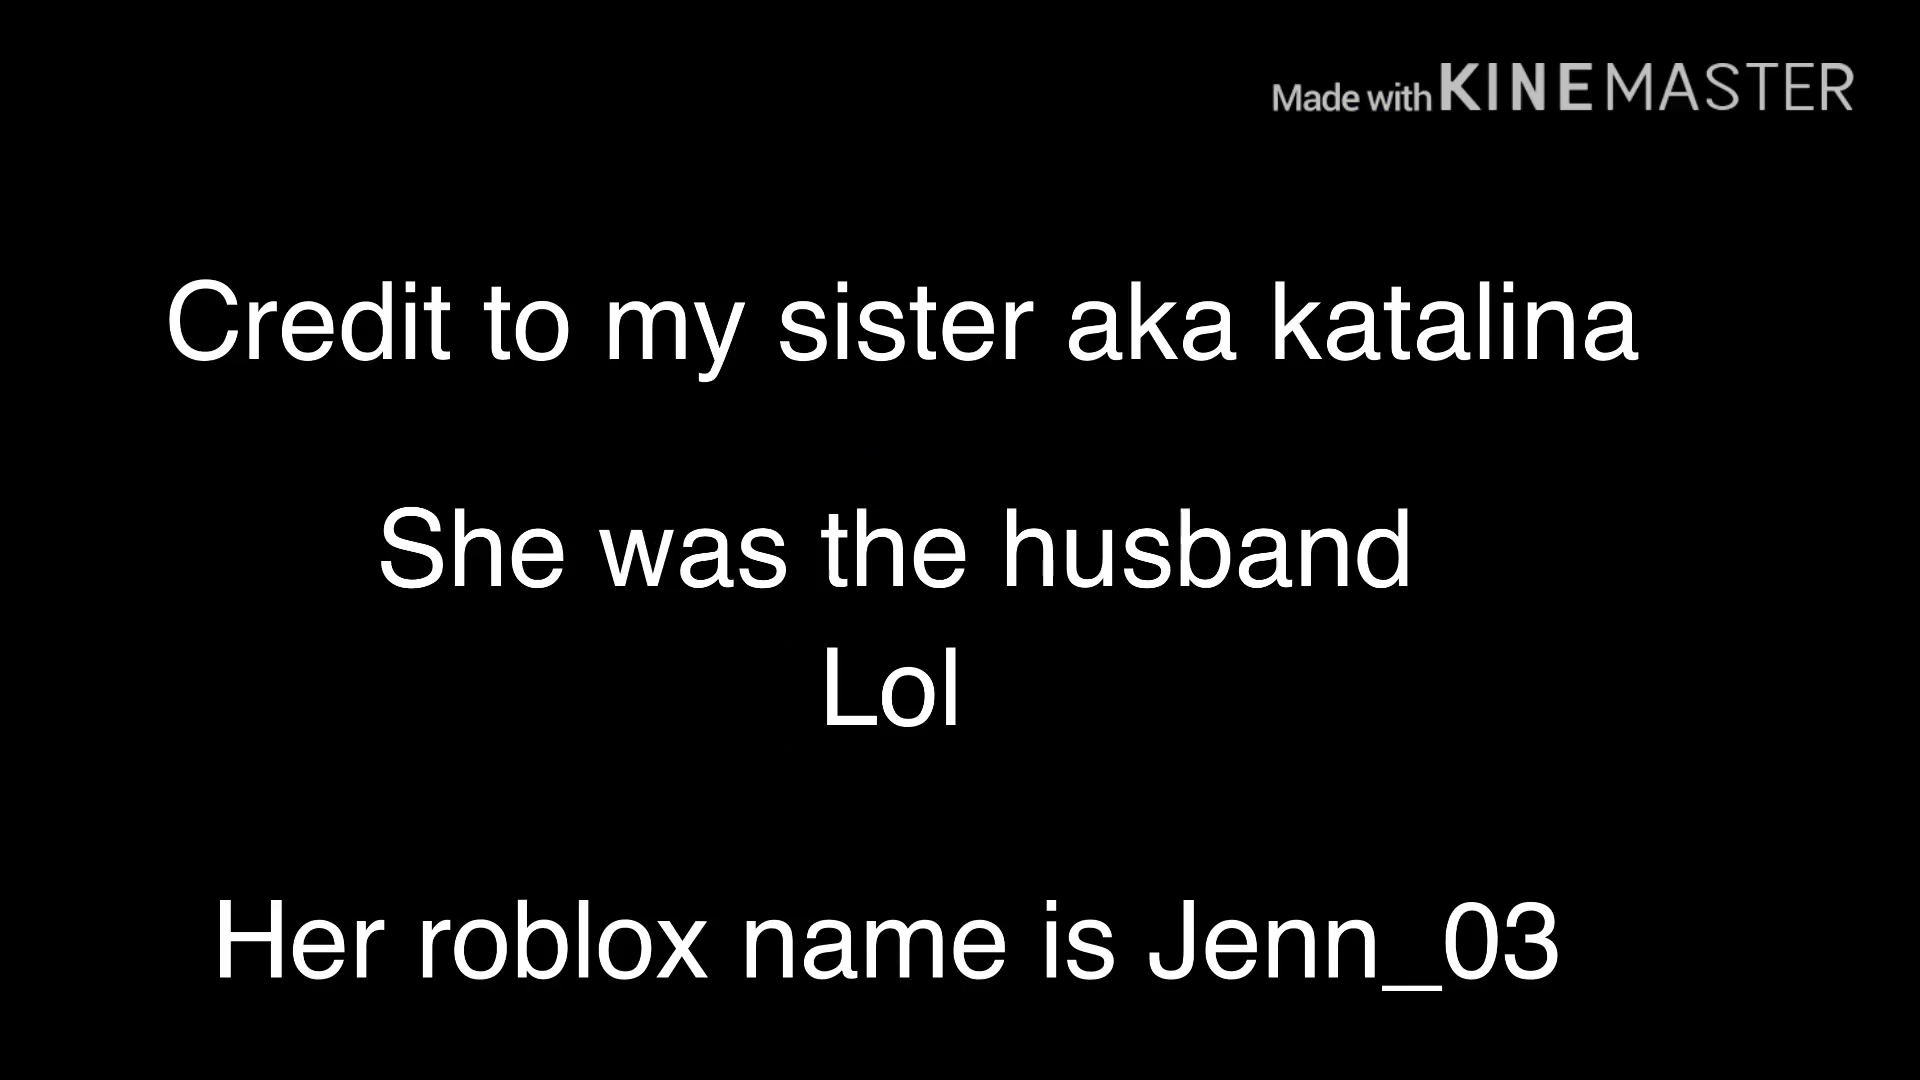 Made with KINEMASTER
Credit to my sister aka katalina
She was the husband
Lol
Her roblox name is Jenn_03